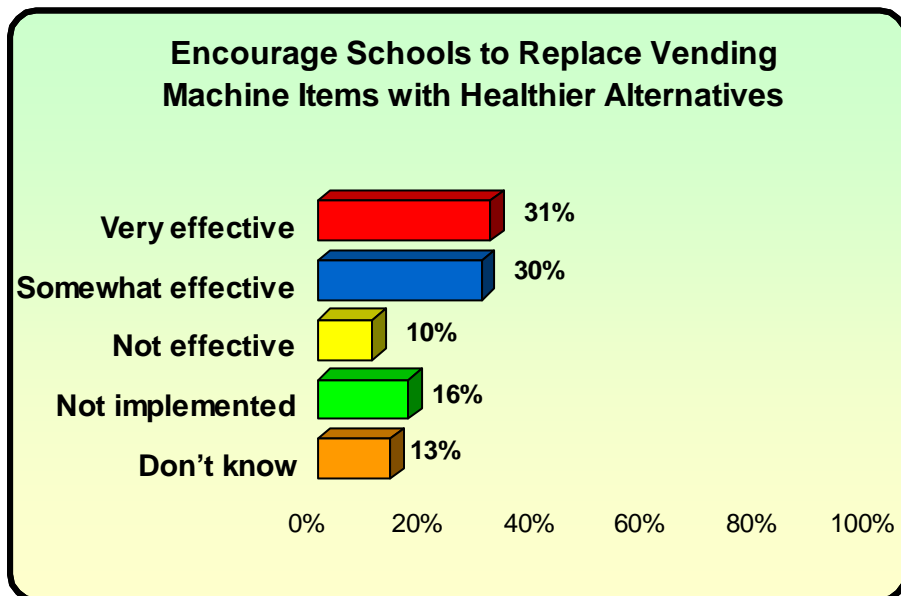 Encourage Schools to Replace Vending
Machine Items with Healthier Alternatives
Very effective 31%
Somewhat effective 30%
Not effective 10%
Not implemented 16%
Don’t know 13%
0% 20% 40% 60% 80% 100%